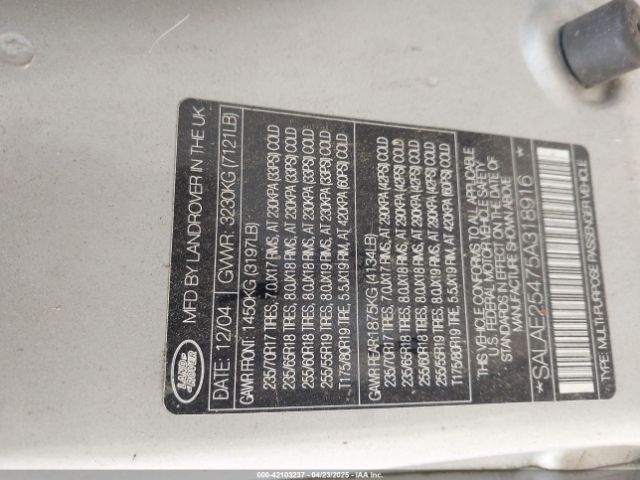 LAND ROVER
MFD BY LANDROVER IN THE UK
DATE: 12/04 GVWR: 3230KG (7121LB)
GAWR FRONT: 1450KG (3197LB)
235/70R17 TIRES, 7.0JX17 RIMS, AT 230KPA (33PSI) COLD
235/65R18 TIRES, 8.0JX18 RIMS, AT 230KPA (33PSI) COLD
255/60R18 TIRES, 8.0JX18 RIMS, AT 230KPA (33PSI) COLD
255/55R19 TIRES, 8.0JX19 RIMS, AT 230KPA (33PSI) COLD
T175/80R19 TIRE, 5.5JX19 RIM, AT 420KPA (60PSI) COLD
GAWR REAR1875KG (4134LB)
235/70R17 TIRES, 7.0JX17 RIMS, AT 290KPA (42PSI) COLD
235/65R18 TIRES, 8.0JX18 RIMS, AT 290KPA (42PSI) COLD
255/60R18 TIRES, 8.0JX18 RIMS, AT 290KPA (42PSI) COLD
255/55R19 TIRES, 8.0JX19 RIMS, AT 290KPA (42PSI) COLD
T175/80R19 TIRE, 5.5JX19 RIM, AT 420KPA (60PSI) COLD
THIS VEHICLE CONFORMS TO ALL APPLICABLE
U.S. FEDERAL MOTOR VEHICLE SAFETY
STANDARDS IN EFFECT ON THE DATE OF
MANUFACTURE SHOWN ABOVE
*SALAE25475A318916 *
TYPE: MULTI-PURPOSE PASSENGER VEHICLE
000-42103237 - 04/23/2025 - IAAC.